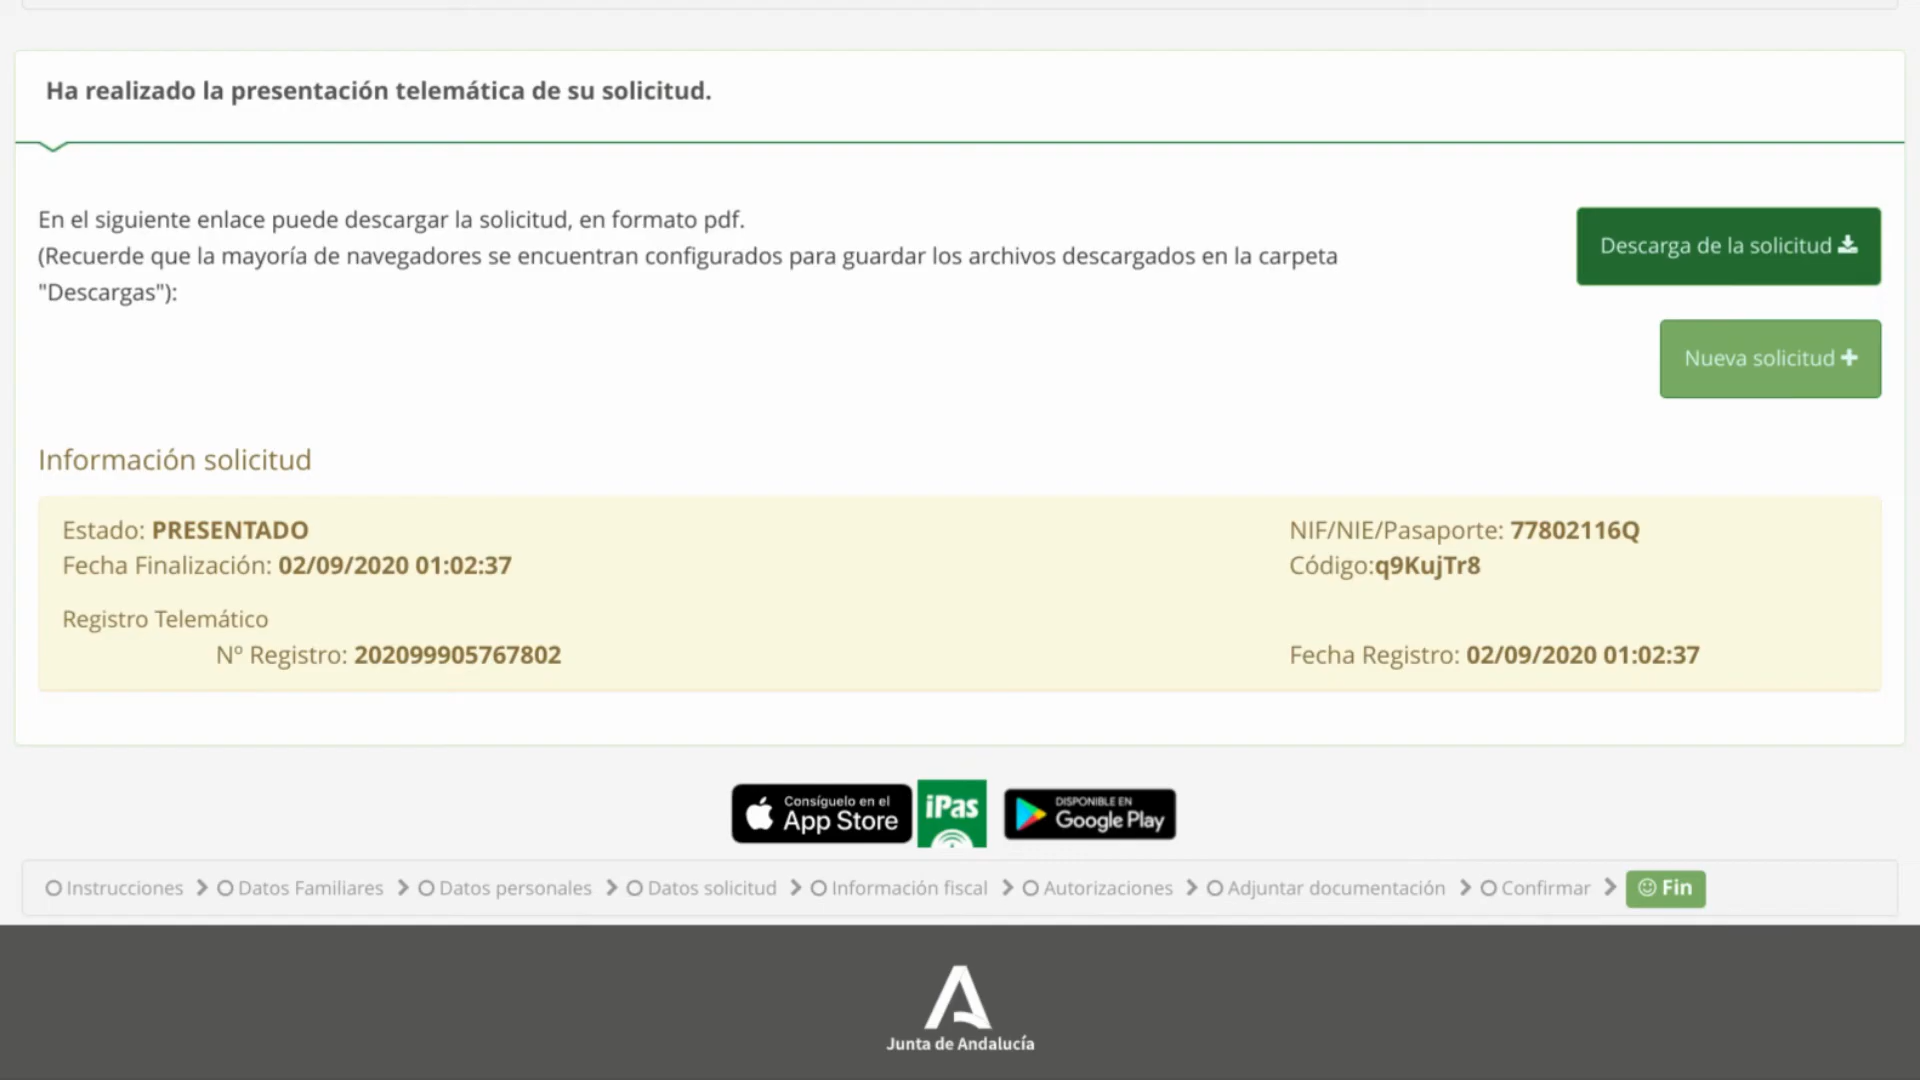 Ha realizado la presentación telemática de su solicitud.
En el siguiente enlace puede descargar la solicitud, en formato pdf.
(Recuerde que la mayoría de navegadores se encuentran configurados para guardar los archivos descargados en la carpeta
"Descargas"):
Descarga de la solicitud
Nueva solicitud
Información solicitud
Estado: PRESENTADO
NIF/NIE/Pasaporte: 77802116Q
Fecha Finalización: 02/09/2020 01:02:37
Código:q9KujTr8
Registro Telemático
Nº Registro: 202099905767802
Fecha Registro: 02/09/2020 01:02:37
Consíguelo en el
App Store
iPas
DISPONIBLE EN
Google Play
Instrucciones > Datos Familiares > Datos personales > Datos solicitud > Información fiscal > Autorizaciones > Adjuntar documentación > Confirmar > Fin
Junta de Andalucía